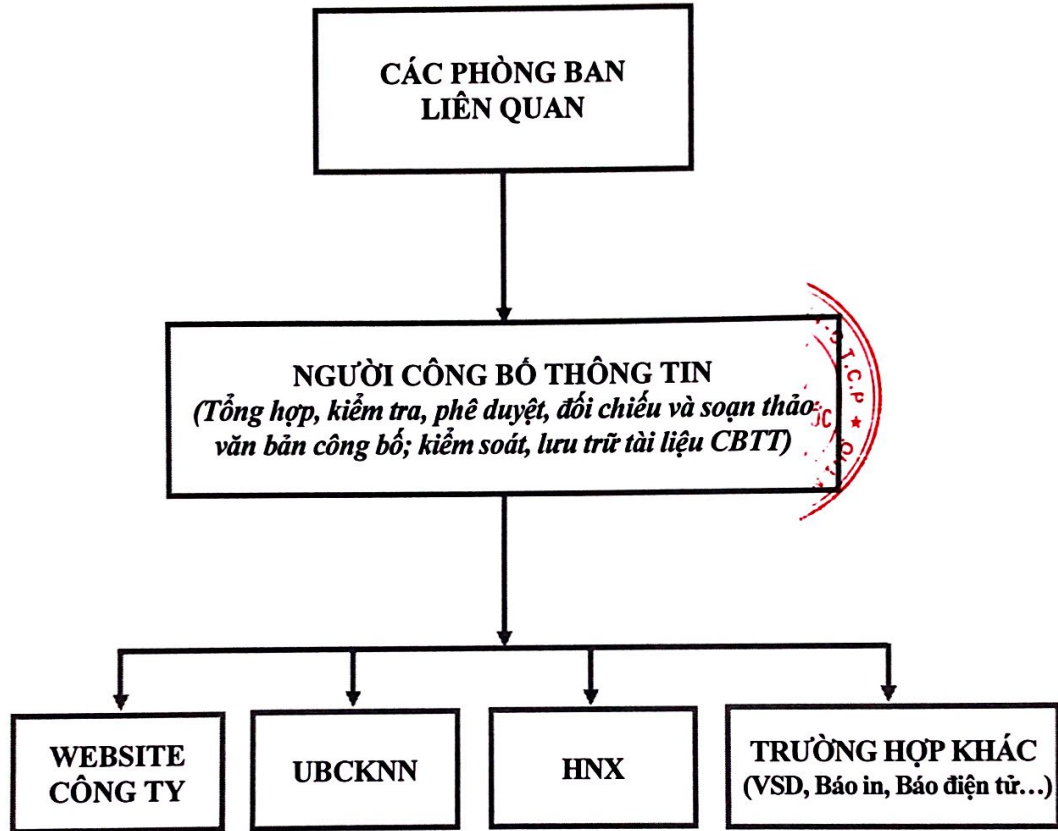 CÁC PHÒNG BAN
LIÊN QUAN
NGƯỜI CÔNG BỐ THÔNG TIN
(Tổng hợp, kiểm tra, phê duyệt, đối chiếu và soạn thảo
văn bản công bố; kiểm soát, lưu trữ tài liệu CBTT)
T.C.P ★
WEBSITE
CÔNG TY
UBCKNN
HNX
TRƯỜNG HỢP KHÁC
(VSD, Báo in, Báo điện tử...)